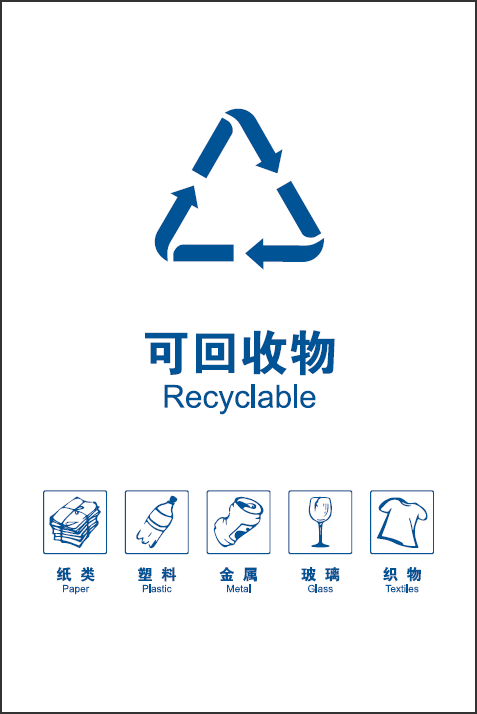 可回收物
Recyclable
纸类 塑料 金属 玻璃 织物
Paper Plastic Metal Glass Textiles